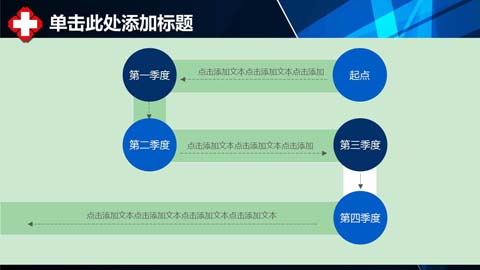 单击此处添加标题
第一季度
点击添加文本点击添加文本点击添加
起点
第二季度
点击添加文本点击添加文本点击添加
第三季度
点击添加文本点击添加文本点击添加文本点击添加文本
第四季度